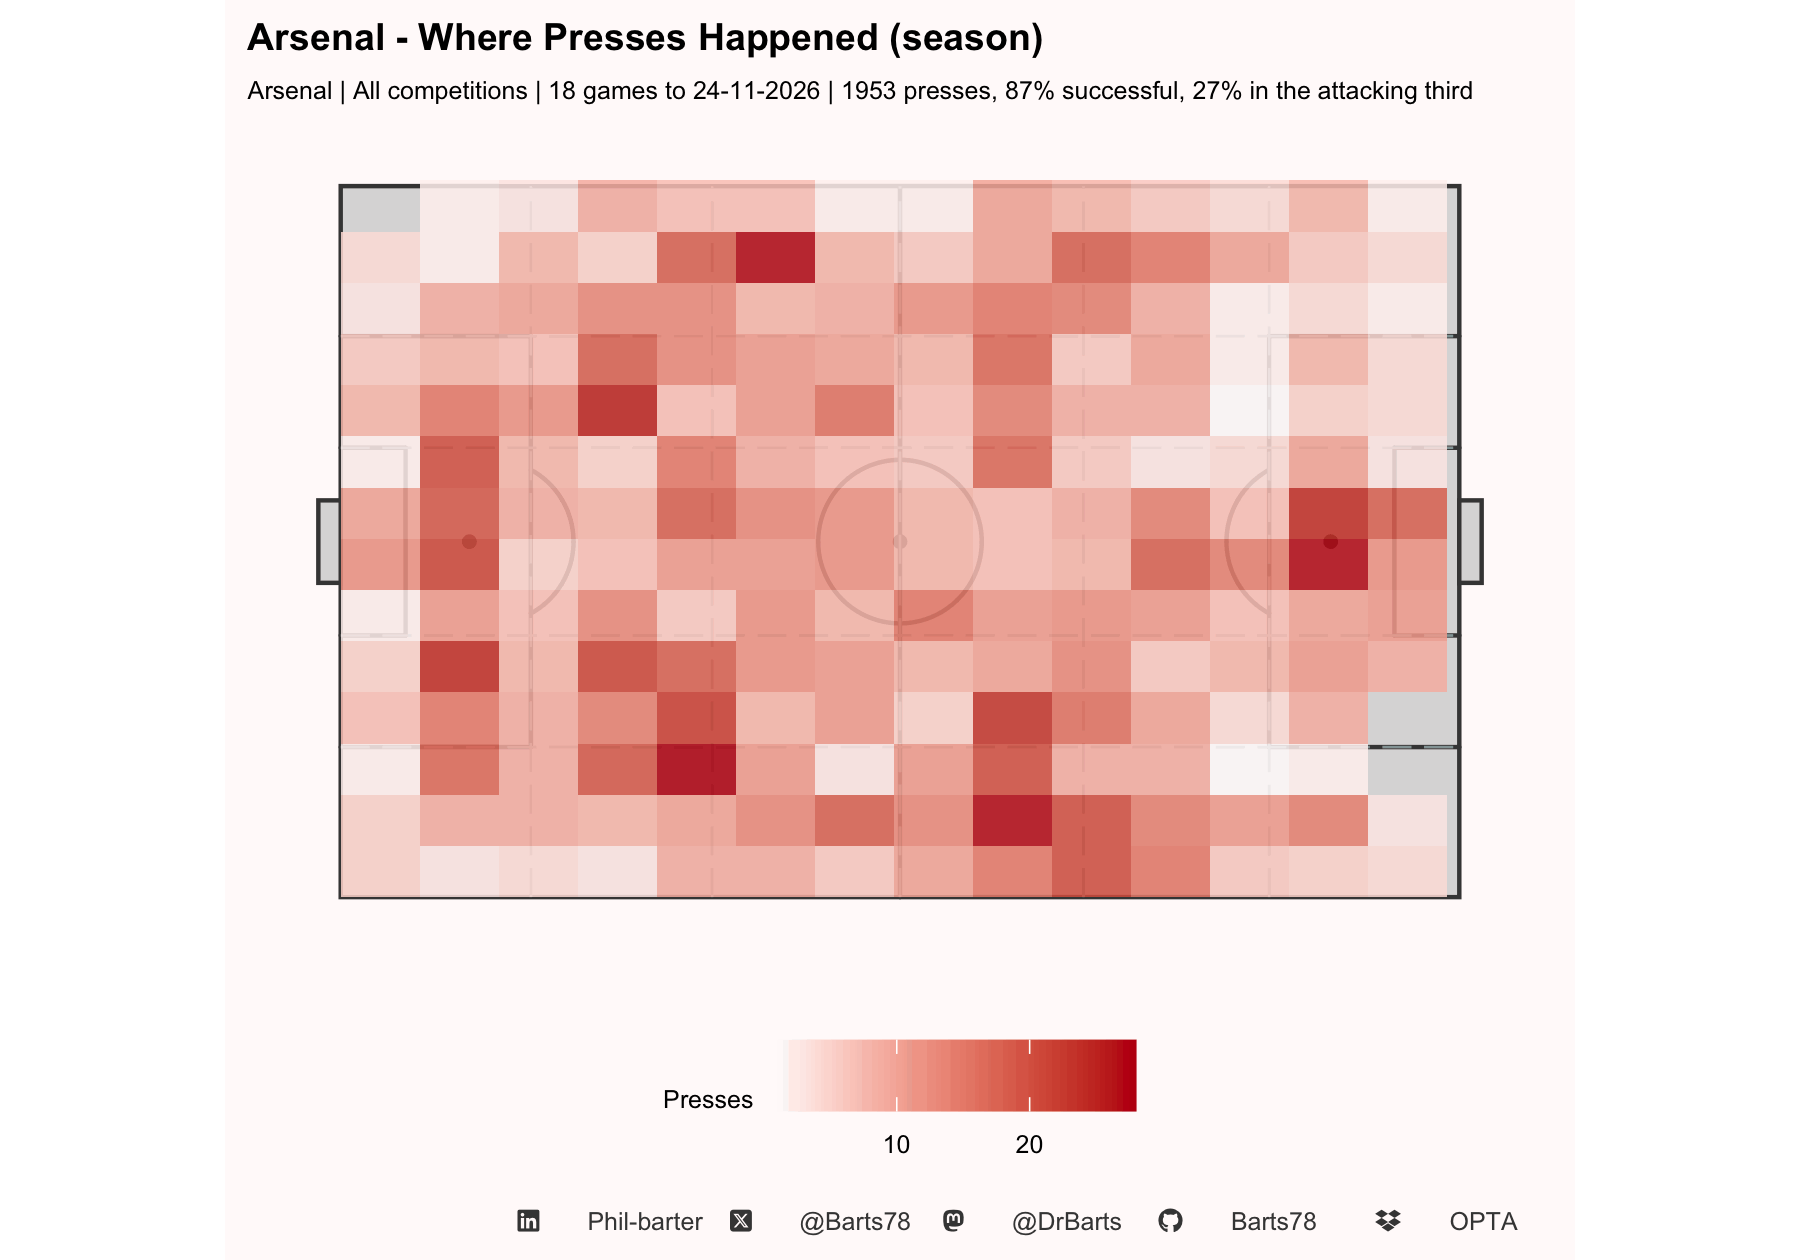 Arsenal - Where Presses Happened (season)
Arsenal | All competitions | 18 games to 24-11-2026 | 1953 presses, 87% successful, 27% in the attacking third
Presses
10 20
Phil-barter @Barts78 @DrBarts Barts78 OPTA